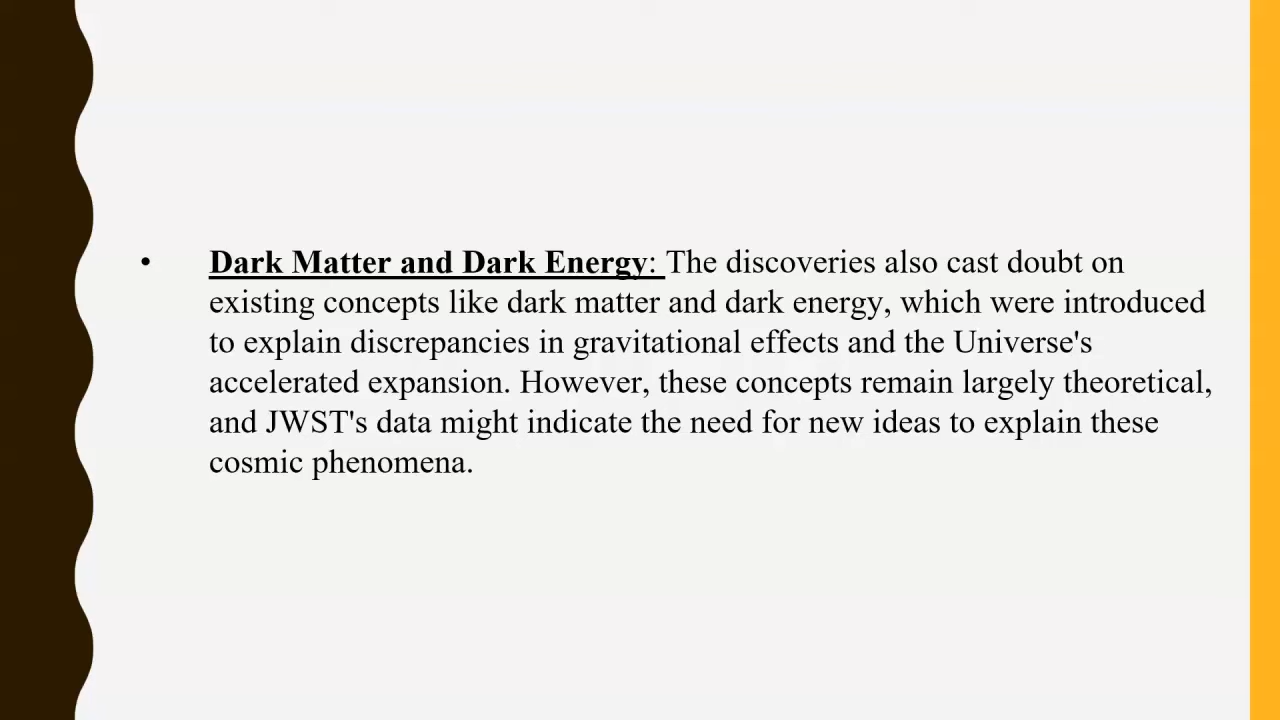 • Dark Matter and Dark Energy: The discoveries also cast doubt on
existing concepts like dark matter and dark energy, which were introduced
to explain discrepancies in gravitational effects and the Universe's
accelerated expansion. However, these concepts remain largely theoretical,
and JWST's data might indicate the need for new ideas to explain these
cosmic phenomena.